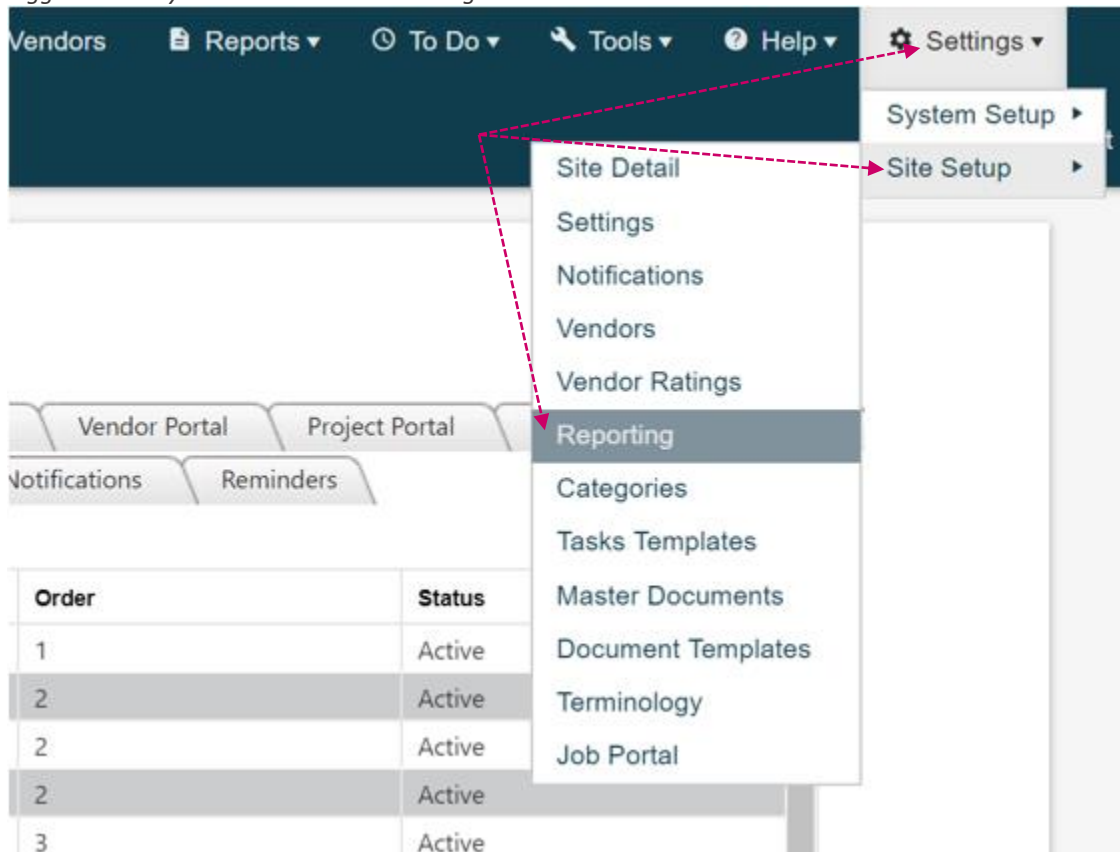 Vendors Reports ▾ To Do ▾ Tools ▾ Help ▾ Settings ▾
System Setup ▸
Site Setup ▸
Site Detail
Settings
Notifications
Vendors
Vendor Ratings
Reporting
Categories
Tasks Templates
Master Documents
Document Templates
Terminology
Job Portal
Vendor Portal Project Portal
Notifications Reminders
Order Status
1 Active
2 Active
2 Active
2 Active
3 Active